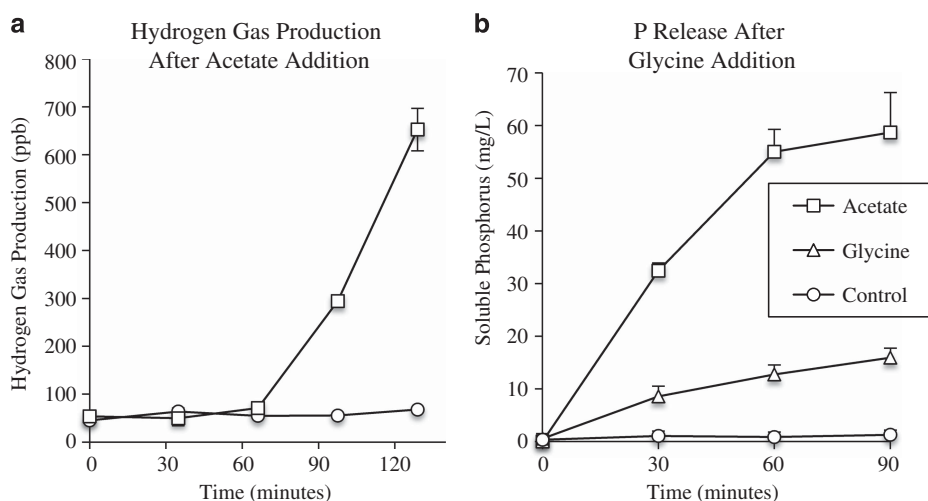 a
Hydrogen Gas Production
After Acetate Addition
Hydrogen Gas Production (ppb)
800
700
600
500
400
300
200
100
0
0 30 60 90 120
Time (minutes)
b
P Release After
Glycine Addition
Soluble Phosphorus (mg/L)
70
60
50
40
30
20
10
0
0 30 60 90
Time (minutes)
Acetate
Glycine
Control